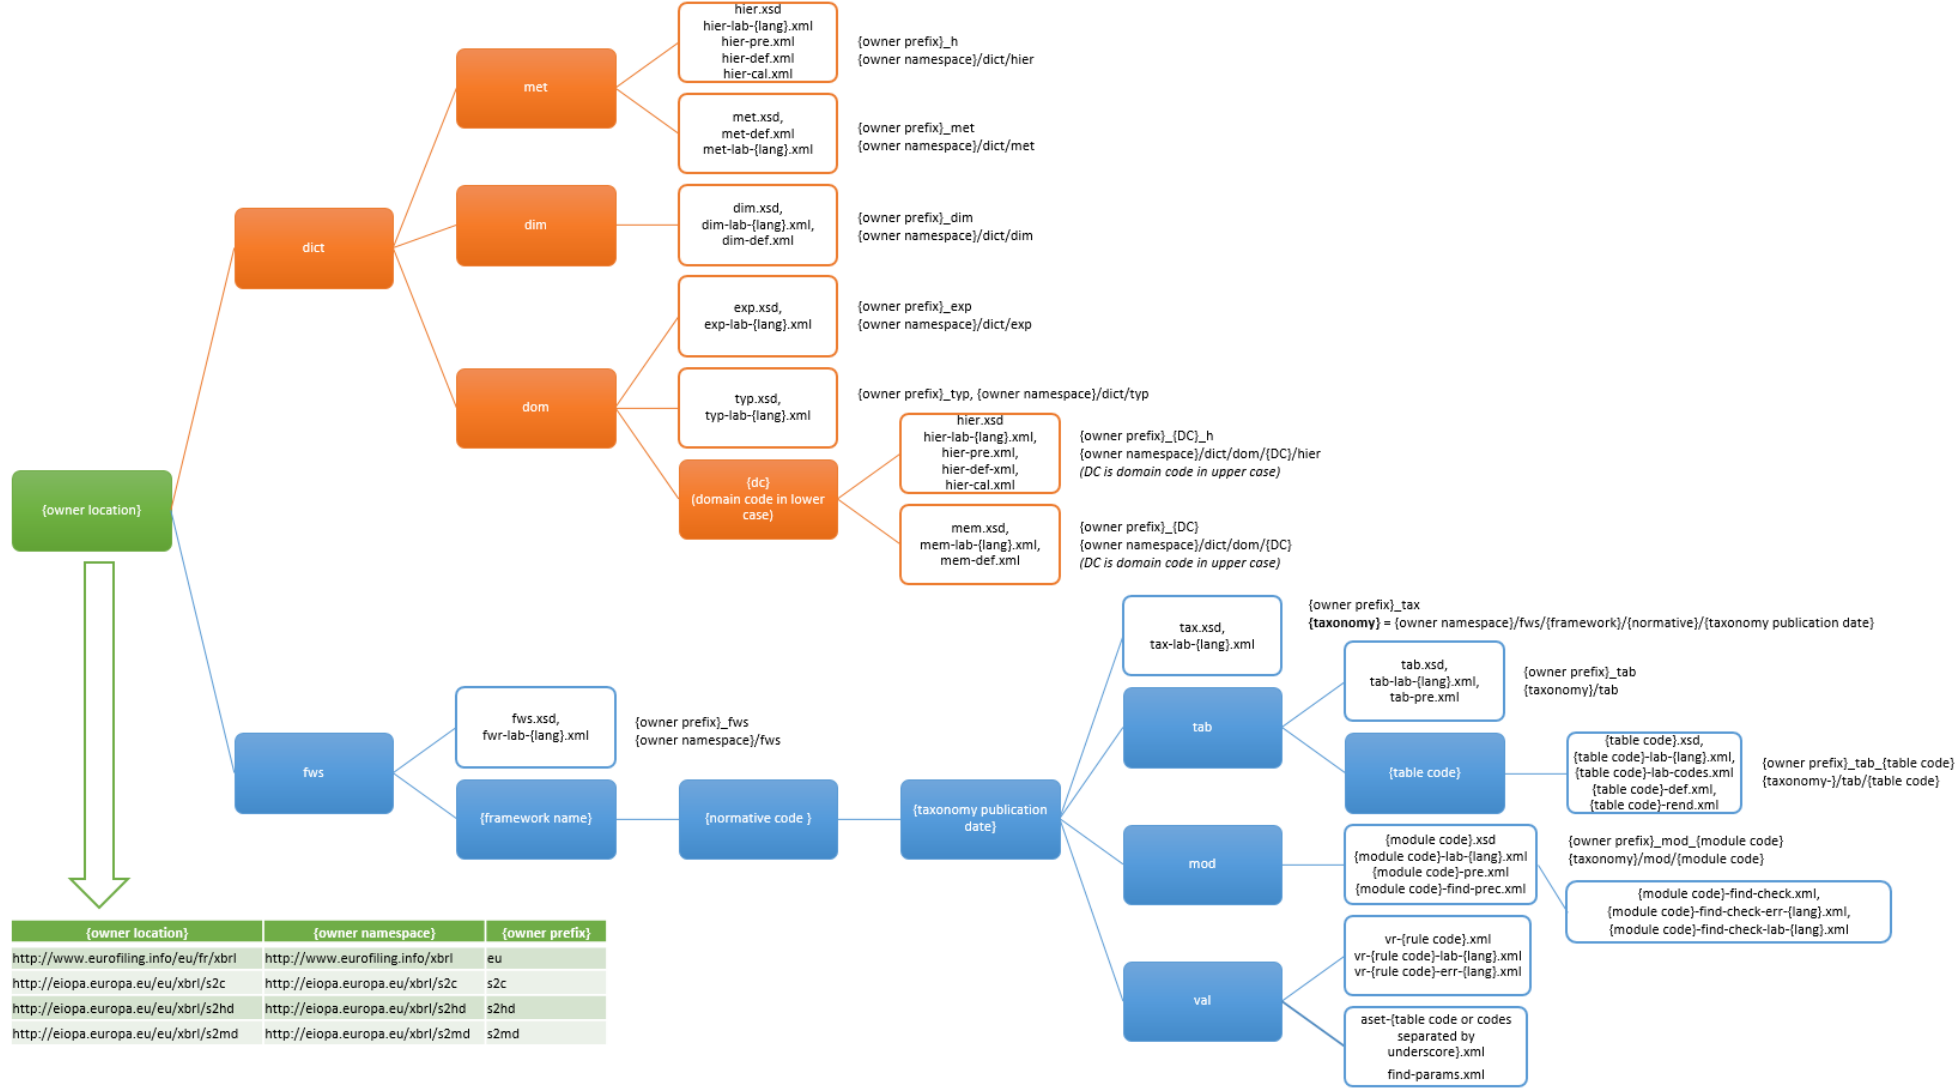 hier.xsd
hier-lab-{lang}.xml
hier-pre.xml
hier-def.xml
hier-cal.xml
{owner prefix}_h
{owner namespace}/dict/hier
met
met.xsd,
met-def.xml
met-lab-{lang}.xml
{owner prefix}_met
{owner namespace}/dict/met
dict
dim
dim.xsd,
dim-lab-{lang}.xml,
dim-def.xml
{owner prefix}_dim
{owner namespace}/dict/dim
exp.xsd,
exp-lab-{lang}.xml
{owner prefix}_exp
{owner namespace}/dict/exp
dom
typ.xsd,
typ-lab-{lang}.xml
{owner prefix}_typ, {owner namespace}/dict/typ
{dc}
(domain code in lower
case)
hier.xsd
hier-lab-{lang}.xml,
hier-pre.xml,
hier-def-xml,
hier-cal.xml
{owner prefix}_{DC}_h
{owner namespace}/dict/dom/{DC}/hier
(DC is domain code in upper case)
mem.xsd,
mem-lab-{lang}.xml,
mem-def.xml
{owner prefix}_{DC}
{owner namespace}/dict/dom/{DC}
(DC is domain code in upper case)
{owner location}
fws
fws.xsd,
fwr-lab-{lang}.xml
{owner prefix}_fws
{owner namespace}/fws
{framework name}
{normative code }
{taxonomy publication
date}
tax.xsd,
tax-lab-{lang}.xml
{owner prefix}_tax
{taxonomy} = {owner namespace}/fws/{framework}/{normative}/{taxonomy publication date}
tab
tab.xsd,
tab-lab-{lang}.xml,
tab-pre.xml
{owner prefix}_tab
{taxonomy}/tab
{table code}
{table code}.xsd,
{table code}-lab-{lang}.xml,
{table code}-lab-codes.xml
{table code}-def.xml,
{table code}-rend.xml
{owner prefix}_tab_{table code}
{taxonomy-}/tab/{table code}
mod
{module code}.xsd
{module code}-lab-{lang}.xml
{module code}-pre.xml
{module code}-find-prec.xml
{owner prefix}_mod_{module code}
{taxonomy}/mod/{module code}
{module code}-find-check.xml,
{module code}-find-check-err-{lang}.xml,
{module code}-find-check-lab-{lang}.xml
val
vr-{rule code}.xml
vr-{rule code}-lab-{lang}.xml
vr-{rule code}-err-{lang}.xml
aset-{table code or codes
separated by
underscore}.xml
find-params.xml
{owner location} {owner namespace} {owner prefix}
http://www.eurofiling.info/eu/fr/xbrl http://www.eurofiling.info/xbrl eu
http://eiopa.europa.eu/eu/xbrl/s2c http://eiopa.europa.eu/xbrl/s2c s2c
http://eiopa.europa.eu/eu/xbrl/s2hd http://eiopa.europa.eu/xbrl/s2hd s2hd
http://eiopa.europa.eu/eu/xbrl/s2md http://eiopa.europa.eu/xbrl/s2md s2md